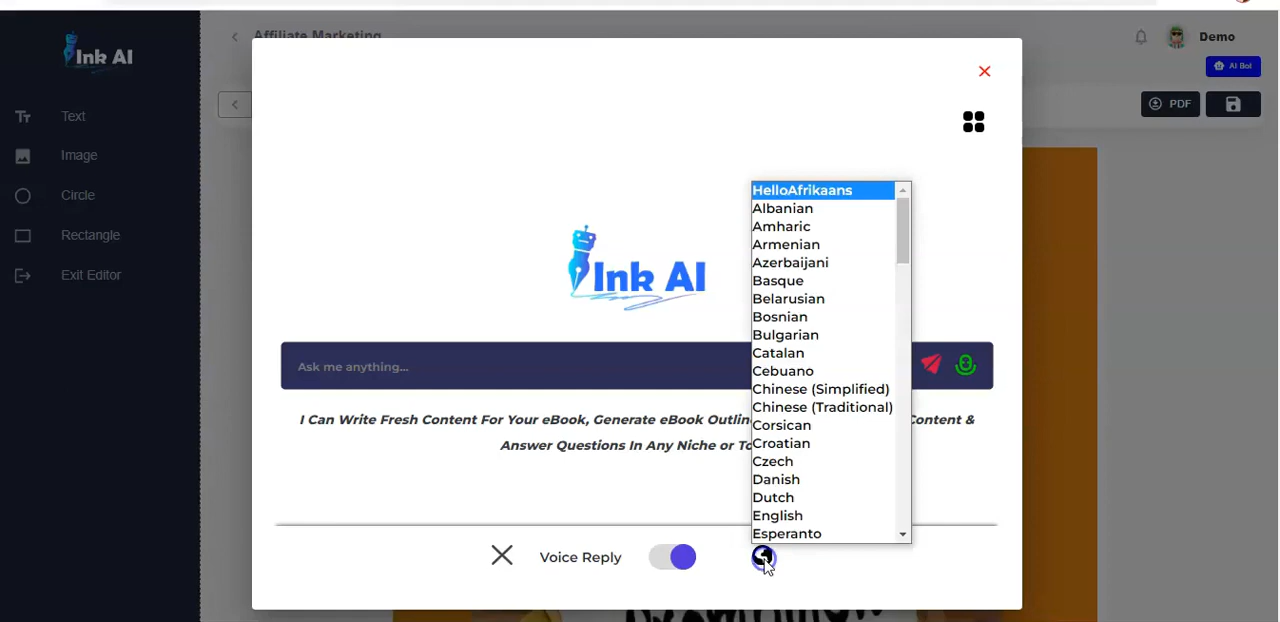 Ink AI
Affiliate Marketing
Demo
AI Bol
PDF
Text
Image
Circle
Rectangle
Exit Editor
Ink AI
HelloAfrikaans
Albanian
Amharic
Armenian
Azerbaijani
Basque
Belarusian
Bosnian
Bulgarian
Catalan
Cebuano
Chinese (Simplified)
Chinese (Traditional)
Corsican
Croatian
Czech
Danish
Dutch
English
Esperanto
Ask me anything...
I Can Write Fresh Content For Your eBook, Generate eBook Content &
Answer Questions In Any Niche or
Voice Reply